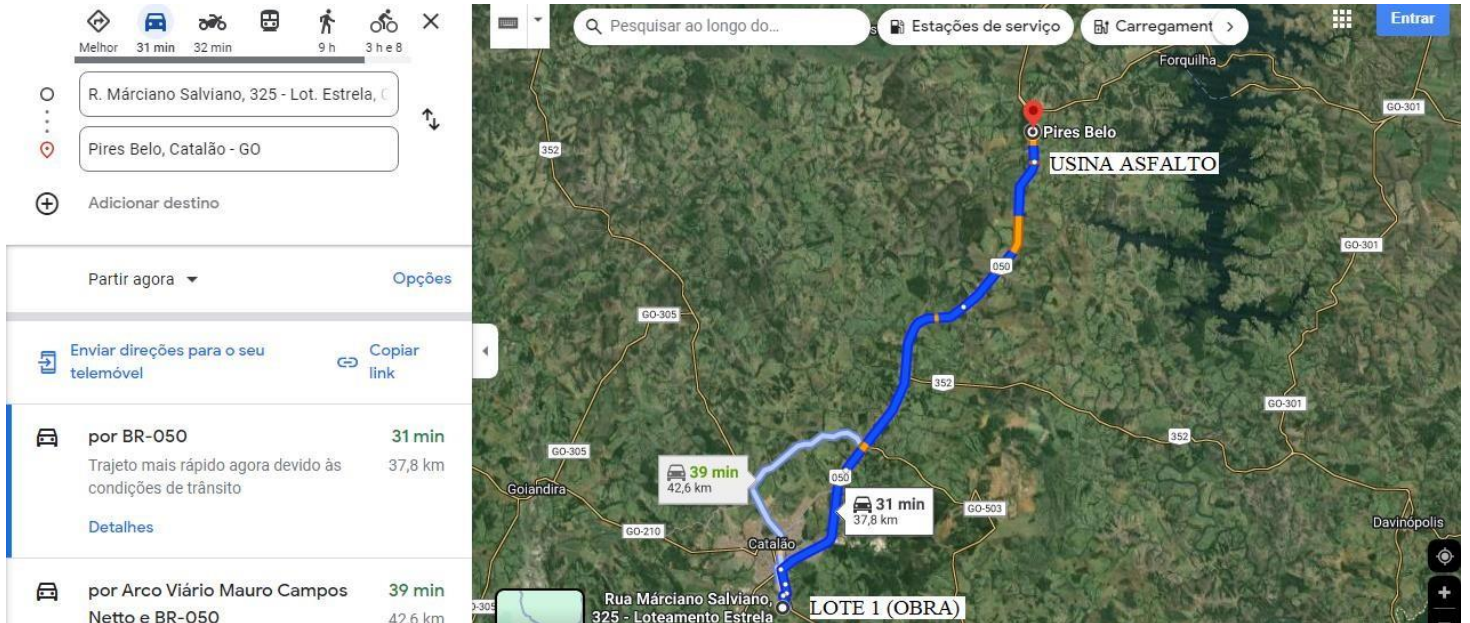 Melhor
31 min
32 min
9 h
3 h e 8
R. Márciano Salviano, 325 - Lot. Estrela,
Pires Belo, Catalão - GO
Adicionar destino
Partir agora
Opções
Enviar direções para o seu
telemóvel
Copiar
link
por BR-050
31 min
Trajeto mais rápido agora devido às
37,8 km
condições de trânsito
Detalhes
por Arco Viário Mauro Campos
39 min
Netto e BR-050
42,6 km
Pesquisar ao longo do...
Estações de serviço
Carregament
Entrar
Forquilha
GO-301
352
Pires Belo
USINA ASFALTO
GO-301
050
GO-305
352
GO-301
352
GO-305
39 min
42,6 km
050
Goiandira
31 min
37,8 km
GO-503
Davinópolis
GO-210
Catalão
Rua Márciano Salviano,
325 - Loteamento Estrela
LOTE 1 (OBRA)